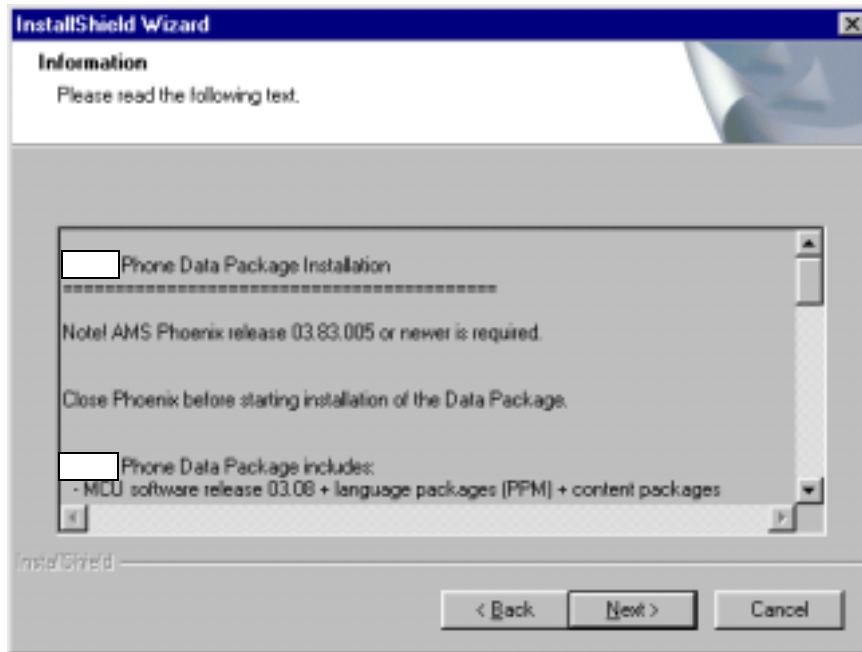 InstallShield Wizard
Information
Please read the following text.
Phone Data Package Installation
==========================================
Note! AMS Phoenix release 03.83.005 or newer is required.
Close Phoenix before starting installation of the Data Package.
Phone Data Package includes:
- MCU software release 03.08 + language packages (PPM) + content packages
InstallShield
< Back
Next >
Cancel